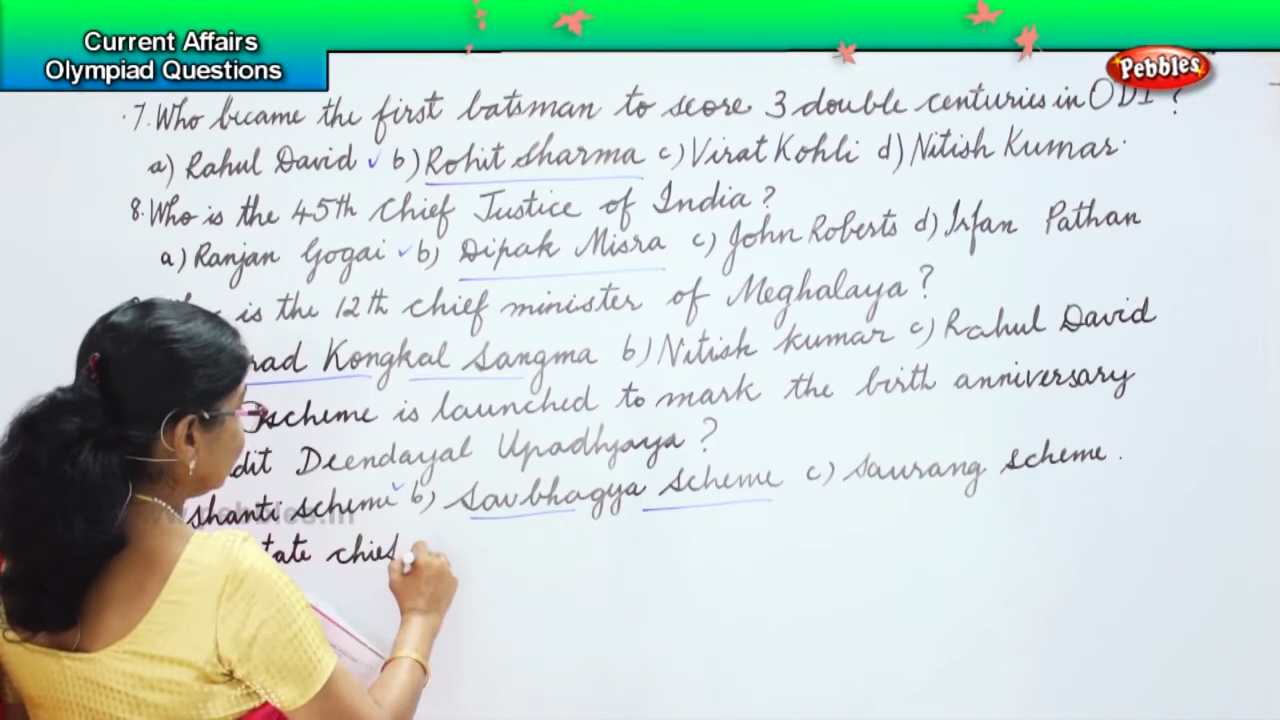 Current Affairs
Olympiad Questions
Pebbles
7. Who became the first batsman to score 3 double centuries in ODI ?
a) Rahul David ✓ b) Rohit Sharma c) Virat Kohli d) Nitish Kumar.
8. Who is the 45th Chief Justice of India ?
a) Ranjan Gogai ✓ b) Dipak Misra c) John Roberts d) Irfan Pathan
is the 12th chief minister of Meghalaya ?
rad Kongkal Sangma b) Nitish kumar c) Rahul David
scheme is launched to mark the birth anniversary
dit Deendayal Upadhyaya ?
shanti scheme ✓ b) Saubhagya scheme c) Saurang scheme.
tate chief